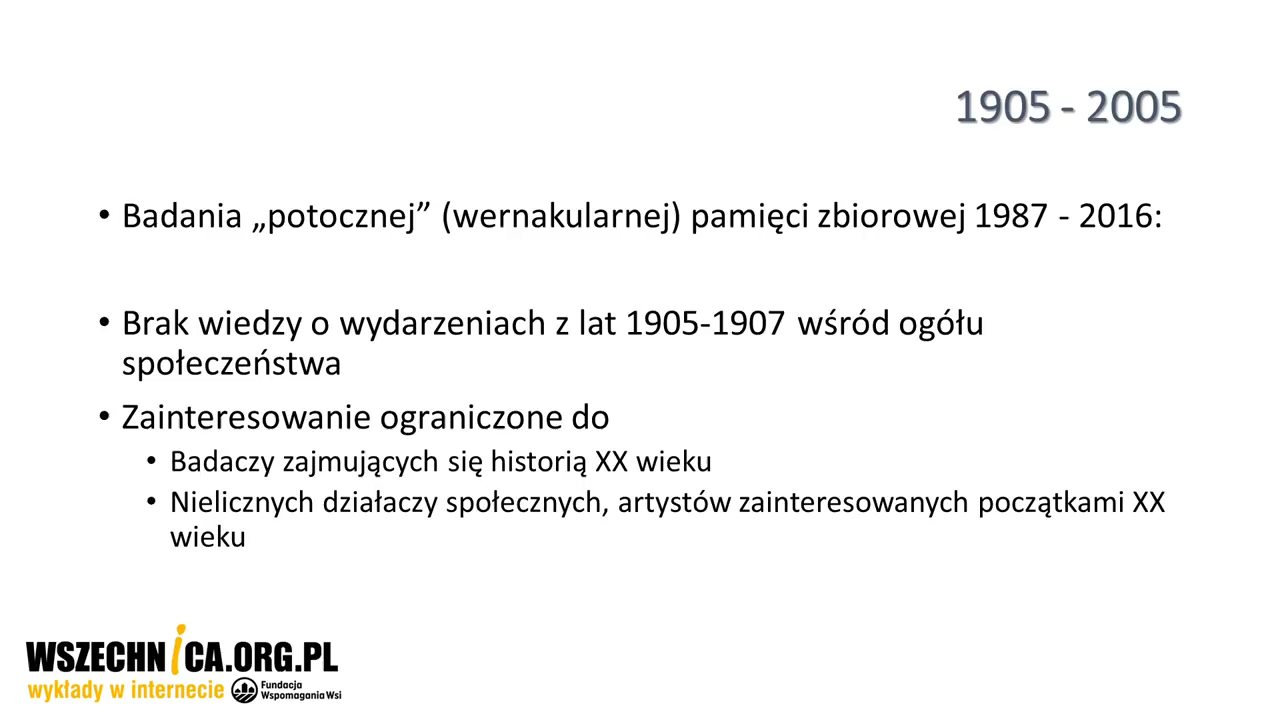 1905 - 2005
• Badania „potocznej” (wernakularnej) pamięci zbiorowej 1987 - 2016:
• Brak wiedzy o wydarzeniach z lat 1905-1907 wśród ogółu
społeczeństwa
• Zainteresowanie ograniczone do
• Badaczy zajmujących się historią XX wieku
• Nielicznych działaczy społecznych, artystów zainteresowanych początkami XX
wieku
WSZECHNiCA.ORG.PL
wykłady w internecie
Fundacja
Wspomagania Wsi